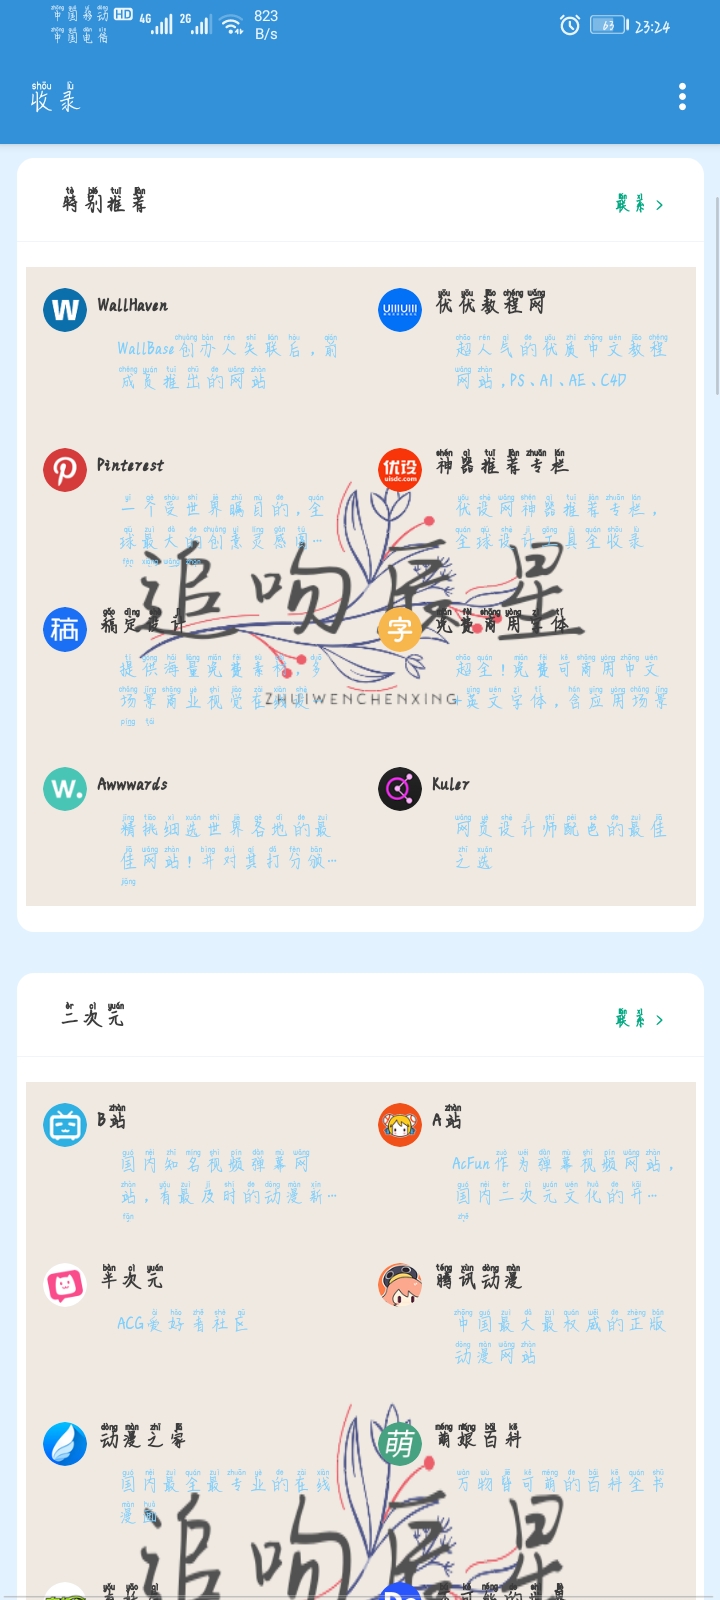 中国移动 HD 4G 2G 823
中国电信 B/s 63 23:24
收录
特别推荐 联系 >
WallHaven
WallBase创办人失联后，前
成员推出的网站
优优教程网
超人气的优质中文教程
网站，PS、AI、AE、C4D
Pinterest
一个受世界瞩目的，全
球最大的创意灵感图…
优设
uisdc.com
神器推荐专栏
优设网神器推荐专栏，
全球设计工具全收录
稿
稿定设计
提供海量免费素材，多
场景商业视觉在线设…
字
免费商用字体
超全！免费可商用中文
+英文字体，含应用场景
追吻辰星
ZHUIWENCHENXING
W.
Awwwards
精挑细选世界各地的最
佳网站！并对其打分颁…
Kuler
网页设计师配色的最佳
之选
二次元 联系 >
B站
国内知名视频弹幕网
站，有最及时的动漫新…
A站
AcFun作为弹幕视频网站，
国内二次元文化的开…
半次元
ACG爱好者社区
腾讯动漫
中国最大最权威的正版
动漫网站
动漫之家
国内最全最专业的在线
漫画
萌
萌娘百科
万物皆可萌的百科全书
追吻辰星